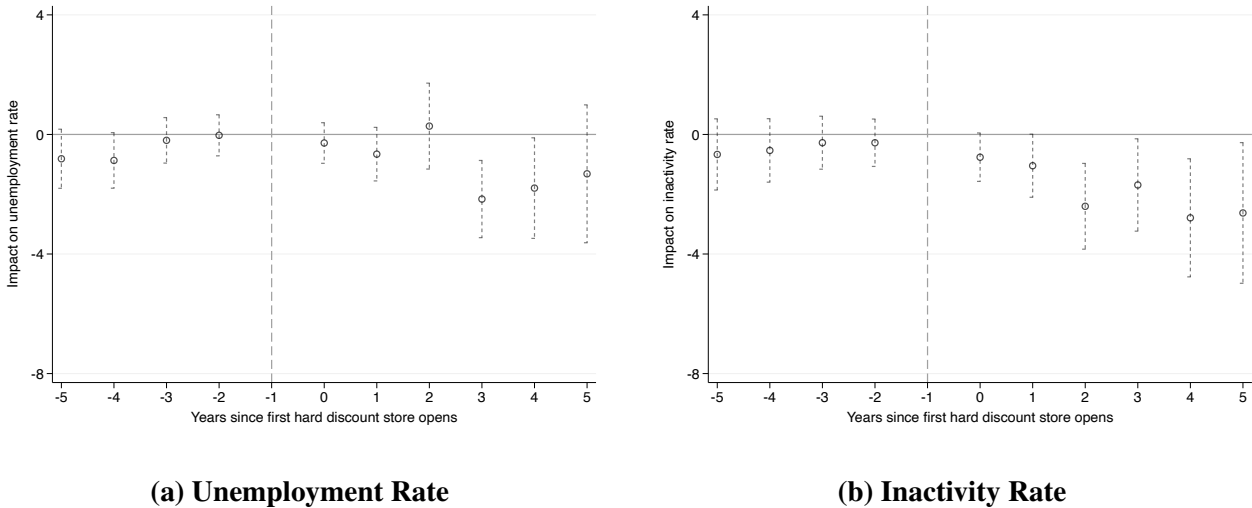 4
0
-4
-8
Impact on unemployment rate
-5 -4 -3 -2 -1 0 1 2 3 4 5
Years since first hard discount store opens
(a) Unemployment Rate
4
0
-4
-8
Impact on inactivity rate
-5 -4 -3 -2 -1 0 1 2 3 4 5
Years since first hard discount store opens
(b) Inactivity Rate